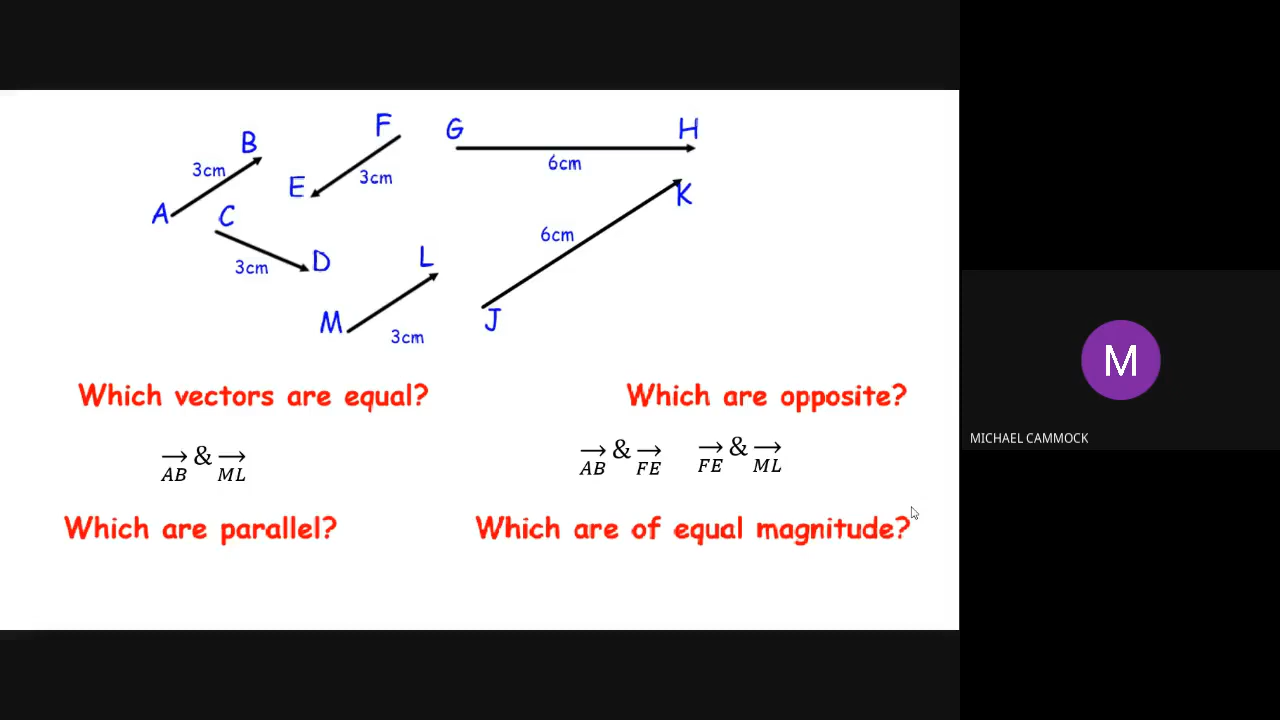 F G H
B
3cm 6cm
E 3cm
K
A C
6cm
D L
3cm
M J
3cm
Which vectors are equal? Which are opposite?
AB & ML AB & FE FE & ML
Which are parallel? Which are of equal magnitude?
M
MICHAEL CAMMOCK